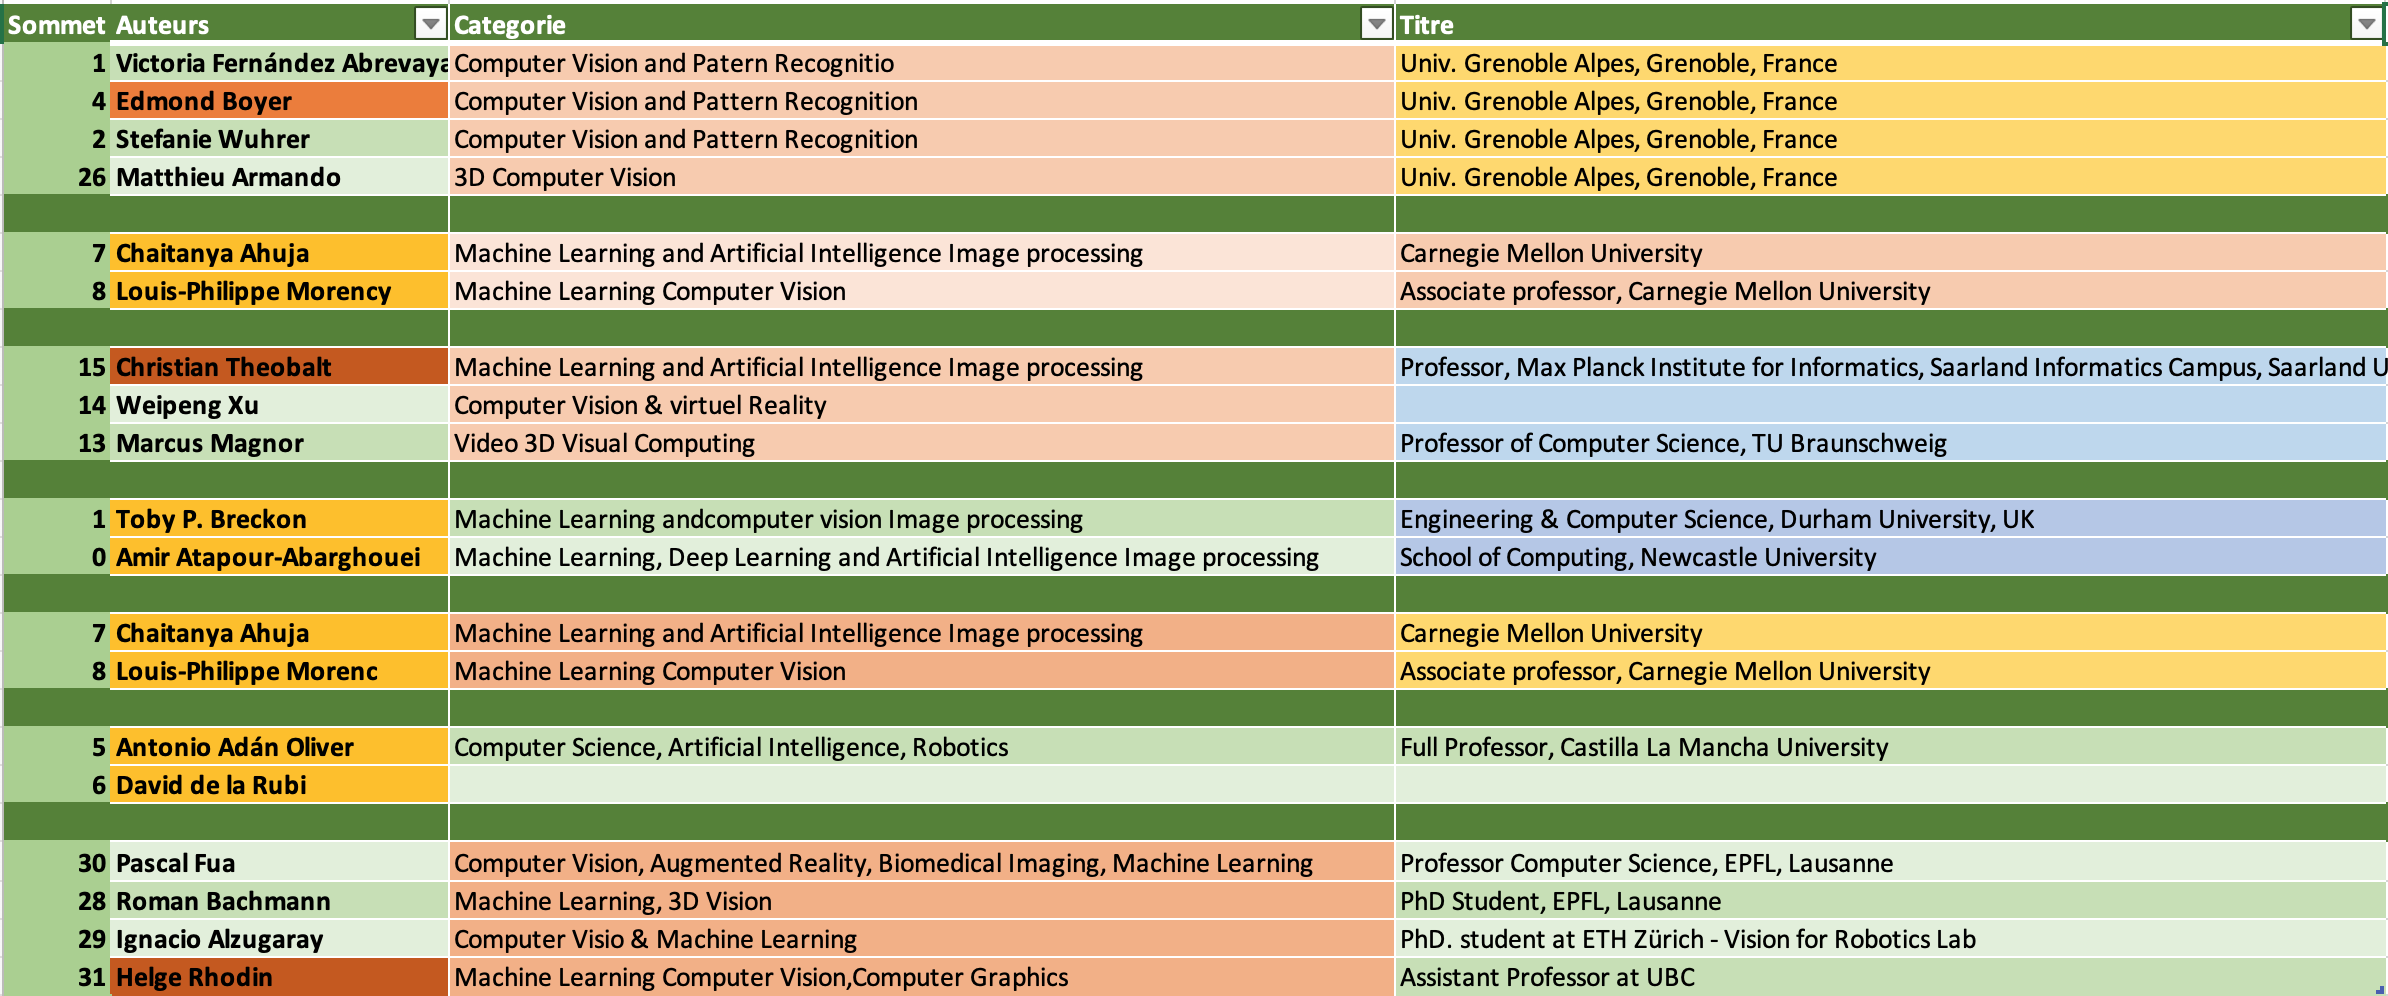 Sommet Auteurs Categorie Titre
1 Victoria Fernández Abrevaya Computer Vision and Patern Recognitio Univ. Grenoble Alpes, Grenoble, France
4 Edmond Boyer Computer Vision and Pattern Recognition Univ. Grenoble Alpes, Grenoble, France
2 Stefanie Wuhrer Computer Vision and Pattern Recognition Univ. Grenoble Alpes, Grenoble, France
26 Matthieu Armando 3D Computer Vision Univ. Grenoble Alpes, Grenoble, France
7 Chaitanya Ahuja Machine Learning and Artificial Intelligence Image processing Carnegie Mellon University
8 Louis-Philippe Morency Machine Learning Computer Vision Associate professor, Carnegie Mellon University
15 Christian Theobalt Machine Learning and Artificial Intelligence Image processing Professor, Max Planck Institute for Informatics, Saarland Informatics Campus, Saarland U
14 Weipeng Xu Computer Vision & virtuel Reality
13 Marcus Magnor Video 3D Visual Computing Professor of Computer Science, TU Braunschweig
1 Toby P. Breckon Machine Learning andcomputer vision Image processing Engineering & Computer Science, Durham University, UK
0 Amir Atapour-Abarghouei Machine Learning, Deep Learning and Artificial Intelligence Image processing School of Computing, Newcastle University
7 Chaitanya Ahuja Machine Learning and Artificial Intelligence Image processing Carnegie Mellon University
8 Louis-Philippe Morenc Machine Learning Computer Vision Associate professor, Carnegie Mellon University
5 Antonio Adán Oliver Computer Science, Artificial Intelligence, Robotics Full Professor, Castilla La Mancha University
6 David de la Rubi
30 Pascal Fua Computer Vision, Augmented Reality, Biomedical Imaging, Machine Learning Professor Computer Science, EPFL, Lausanne
28 Roman Bachmann Machine Learning, 3D Vision PhD Student, EPFL, Lausanne
29 Ignacio Alzugaray Computer Visio & Machine Learning PhD. student at ETH Zürich - Vision for Robotics Lab
31 Helge Rhodin Machine Learning Computer Vision,Computer Graphics Assistant Professor at UBC